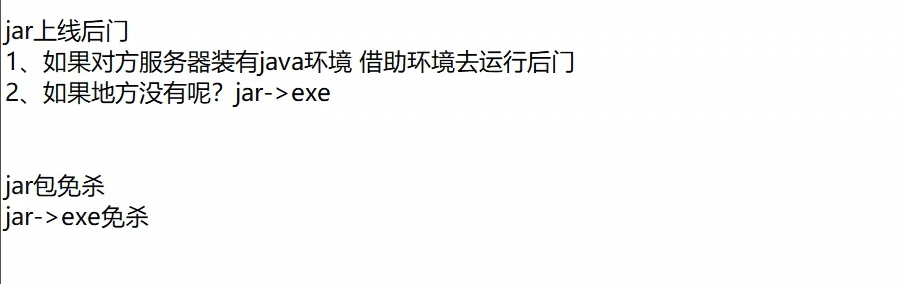 jar上线后门
1、如果对方服务器装有java环境 借助环境去运行后门
2、如果地方没有呢？jar->exe
jar包免杀
jar->exe免杀